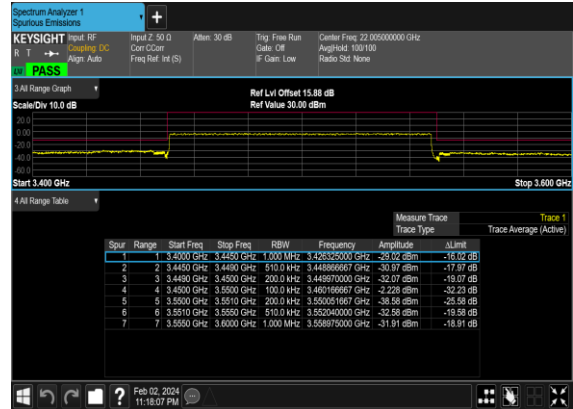 Spectrum Analyzer 1
Spurious Emissions
KEYSIGHT Input: RF Input Z: 50 Ω Atten: 30 dB Trig: Free Run Center Freq: 22.005000000 GHz
R T Coupling: DC Corr CCorr Gate: Off Avg|Hold: 100/100
Align: Auto Freq Ref: Int (S) IF Gain: Low Radio Std: None
PASS
3 All Range Graph Ref Lvl Offset 15.88 dB
Scale/Div 10.0 dB Ref Value 30.00 dBm
20.0
0.00
-20.0
-40.0
-60.0
Start 3.400 GHz Stop 3.600 GHz
4 All Range Table
Measure Trace Trace 1
Trace Type Trace Average (Active)
Spur Range Start Freq Stop Freq RBW Frequency Amplitude ΔLimit
1 1 3.4000 GHz 3.4450 GHz 1.000 MHz 3.426325000 GHz -29.02 dBm -16.02 dB
2 2 3.4450 GHz 3.4490 GHz 510.0 kHz 3.448866667 GHz -30.97 dBm -17.97 dB
3 3 3.4490 GHz 3.4500 GHz 200.0 kHz 3.449970000 GHz -32.07 dBm -19.07 dB
4 4 3.4500 GHz 3.5500 GHz 100.0 kHz 3.460166667 GHz -2.228 dBm -32.23 dB
5 5 3.5500 GHz 3.5510 GHz 200.0 kHz 3.550051667 GHz -38.58 dBm -25.58 dB
6 6 3.5510 GHz 3.5550 GHz 510.0 kHz 3.552040000 GHz -32.58 dBm -19.58 dB
7 7 3.5550 GHz 3.6000 GHz 1.000 MHz 3.558975000 GHz -31.91 dBm -18.91 dB
? Feb 02, 2024
11:18:07 PM